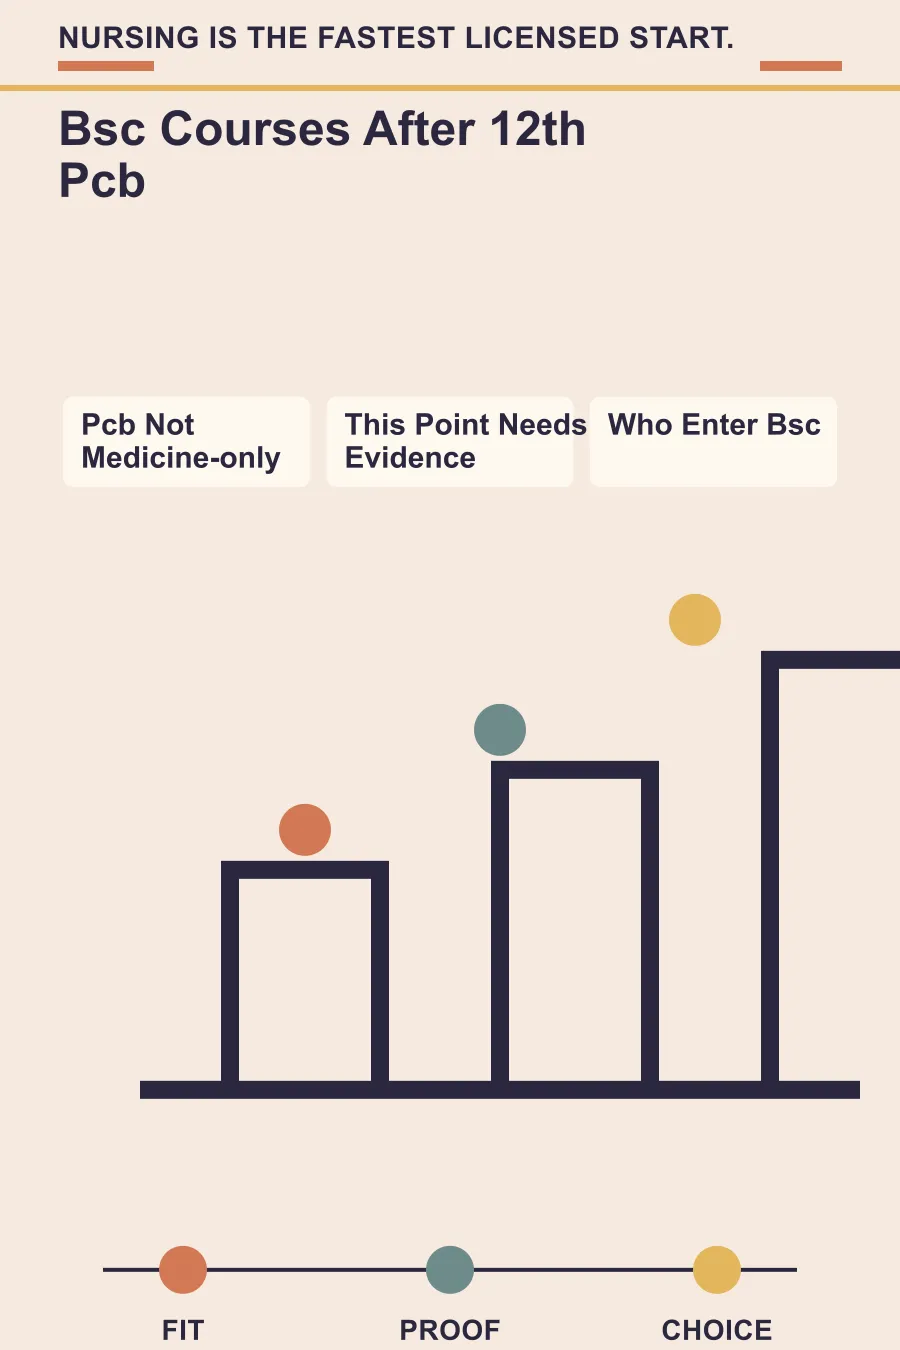 NURSING IS THE FASTEST LICENSED START.
Bsc Courses After 12th
Pcb
Pcb Not
Medicine-only
This Point Needs
Evidence
Who Enter Bsc
FIT
PROOF
CHOICE